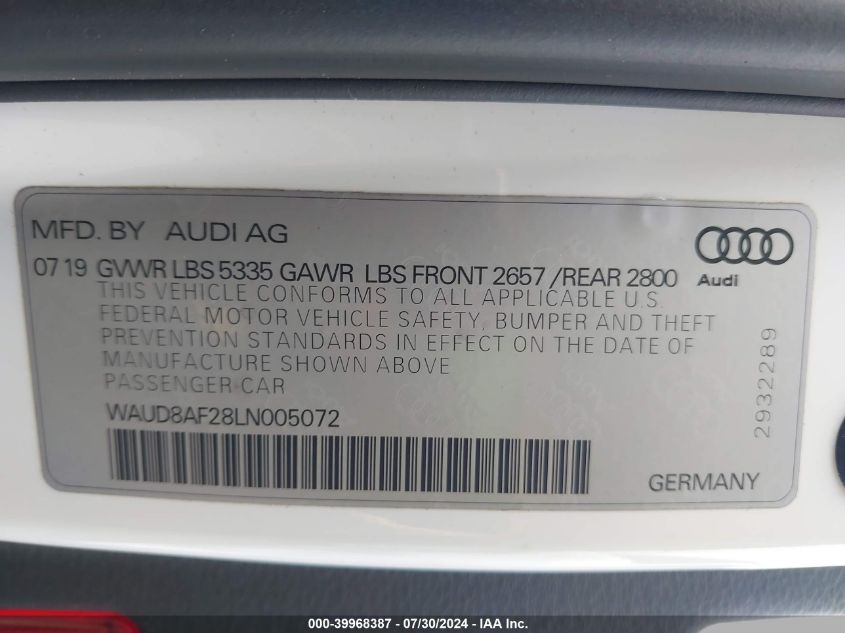 MFD. BY AUDI AG
07 19 GVWR LBS 5335 GAWR LBS FRONT 2657 /REAR 2800
Audi
THIS VEHICLE CONFORMS TO ALL APPLICABLE U.S.
FEDERAL MOTOR VEHICLE SAFETY, BUMPER AND THEFT
PREVENTION STANDARDS IN EFFECT ON THE DATE OF
MANUFACTURE SHOWN ABOVE
PASSENGER CAR
WAUD8AF28LN005072
2932289
GERMANY
000-39968387 - 07/30/2024 - IAA Inc.